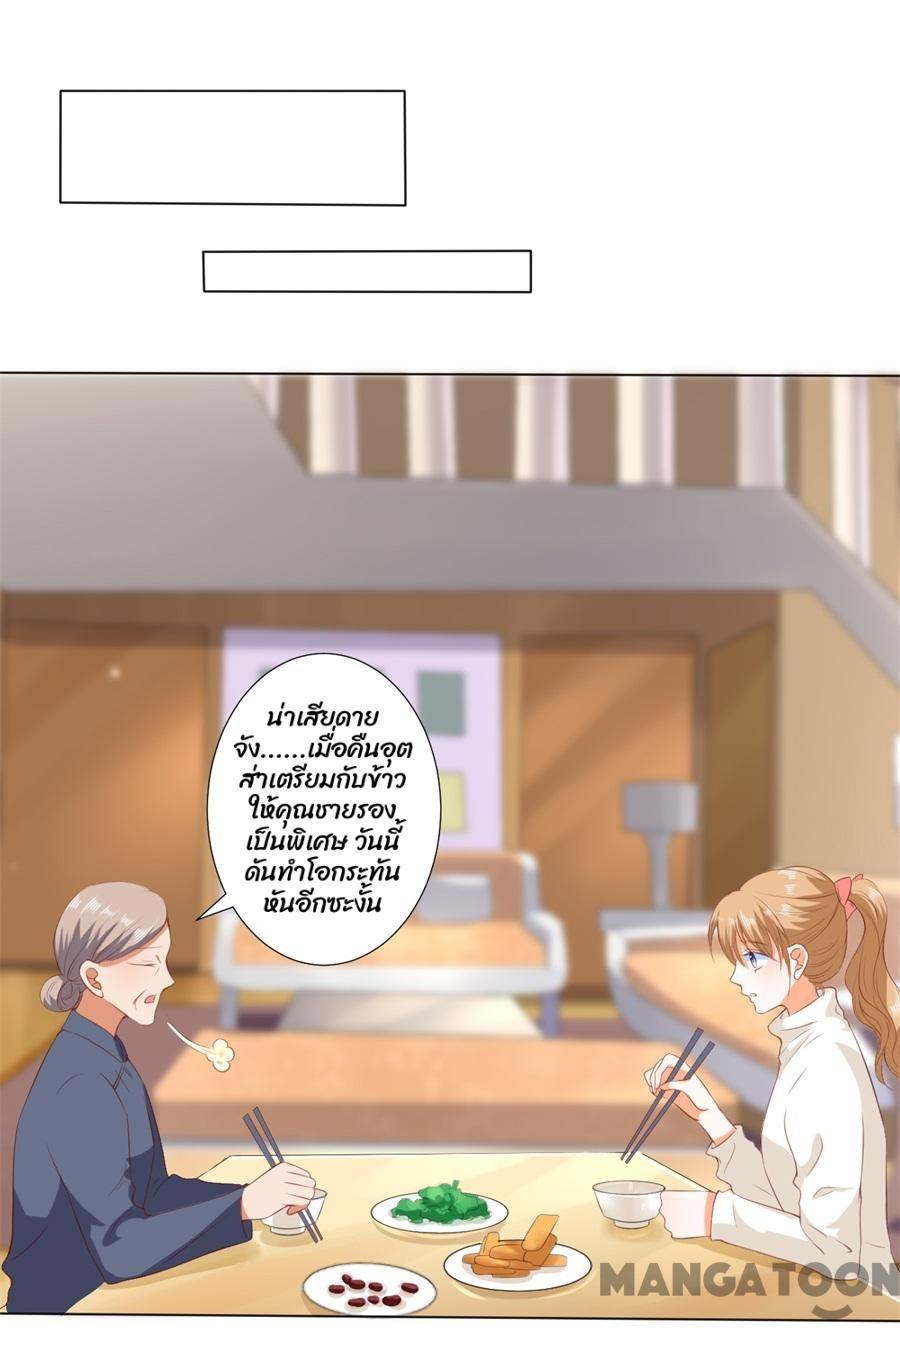 น่าเสียดาย
จัง......เมื่อคืนอุต
ส่าเตรียมกับข้าว
ให้คุณชายรอง
เป็นพิเศษ วันนี้
ดันทำโอกระทัน
หันอีกซะงั้น
MANGATOON